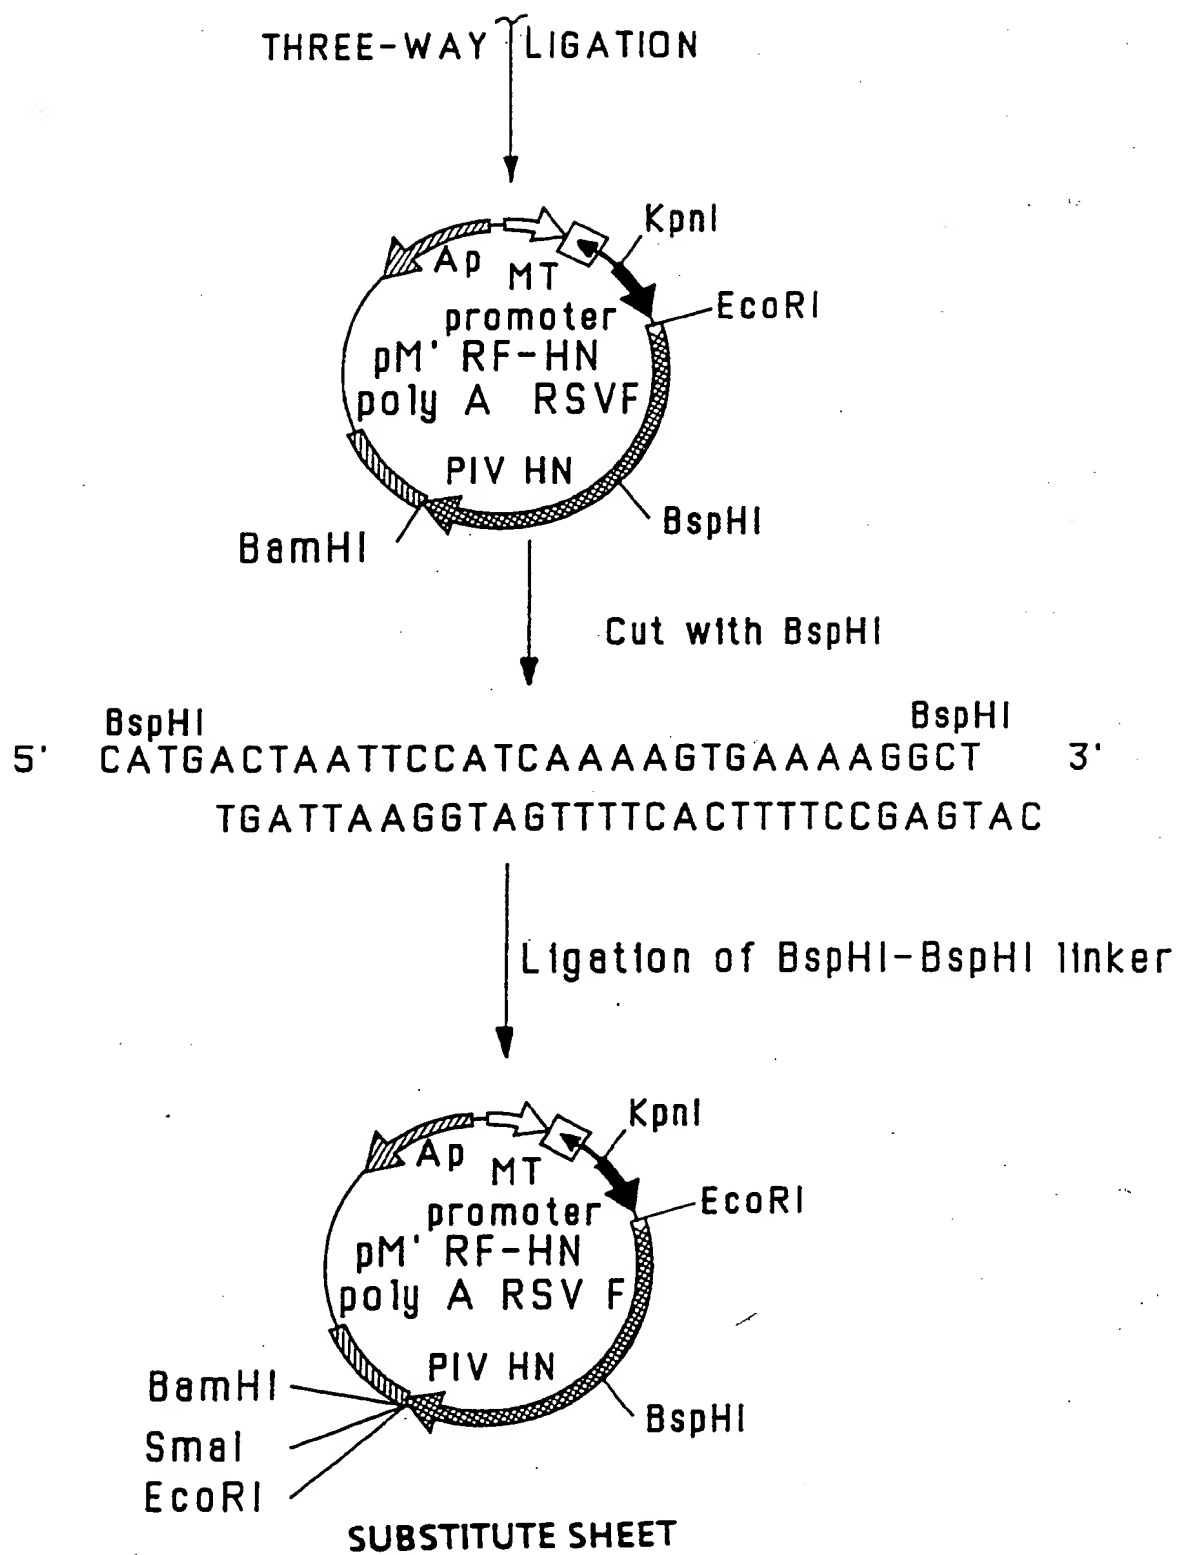 THREE-WAY LIGATION
KpnI
Ap
MT
promoter
EcoRI
pM' RF-HN
poly A RSVF
PIV HN
BspHI
BamHI
Cut with BspHI
BspHI BspHI
5' CATGACTAATTCCATCAAAAGTGAAAAGGCT 3'
TGATTAAGGTAGTTTTCACTTTTCCGAGTAC
Ligation of BspHI-BspHI linker
KpnI
Ap
MT
promoter
EcoRI
pM' RF-HN
poly A RSV F
PIV HN
BamHI
BspHI
SmaI
EcoRI
SUBSTITUTE SHEET